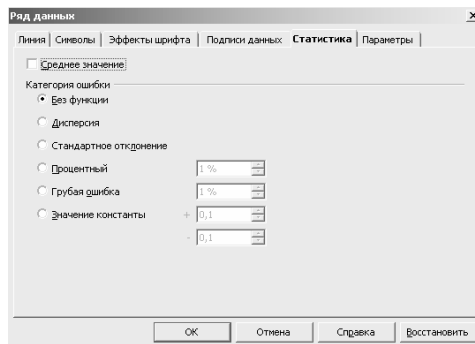 Ряд данных
Линия Символы Эффекты шрифта Подписи данных Статистика Параметры
Среднее значение
Категория ошибки
Без функции
Дисперсия
Стандартное отклонение
Процентный 1 %
Грубая ошибка 1 %
Значение константы + 0,1
- 0,1
ОК Отмена Справка Восстановить